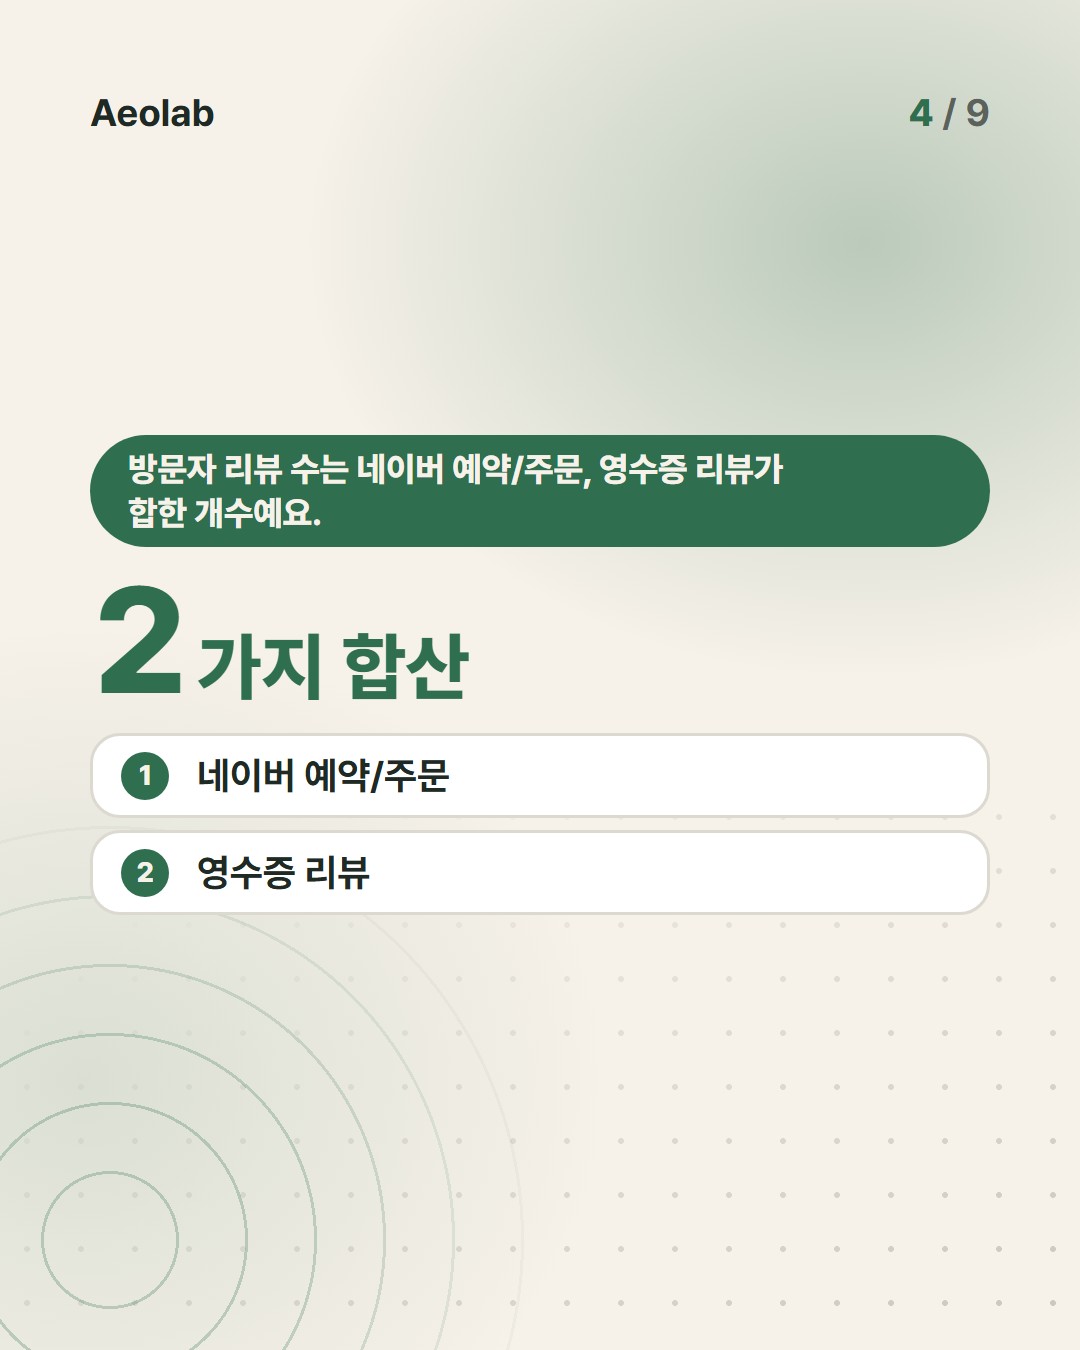 Aeolab
4 / 9
방문자 리뷰 수는 네이버 예약/주문, 영수증 리뷰가
합한 개수예요.
2가지 합산
1 네이버 예약/주문
2 영수증 리뷰